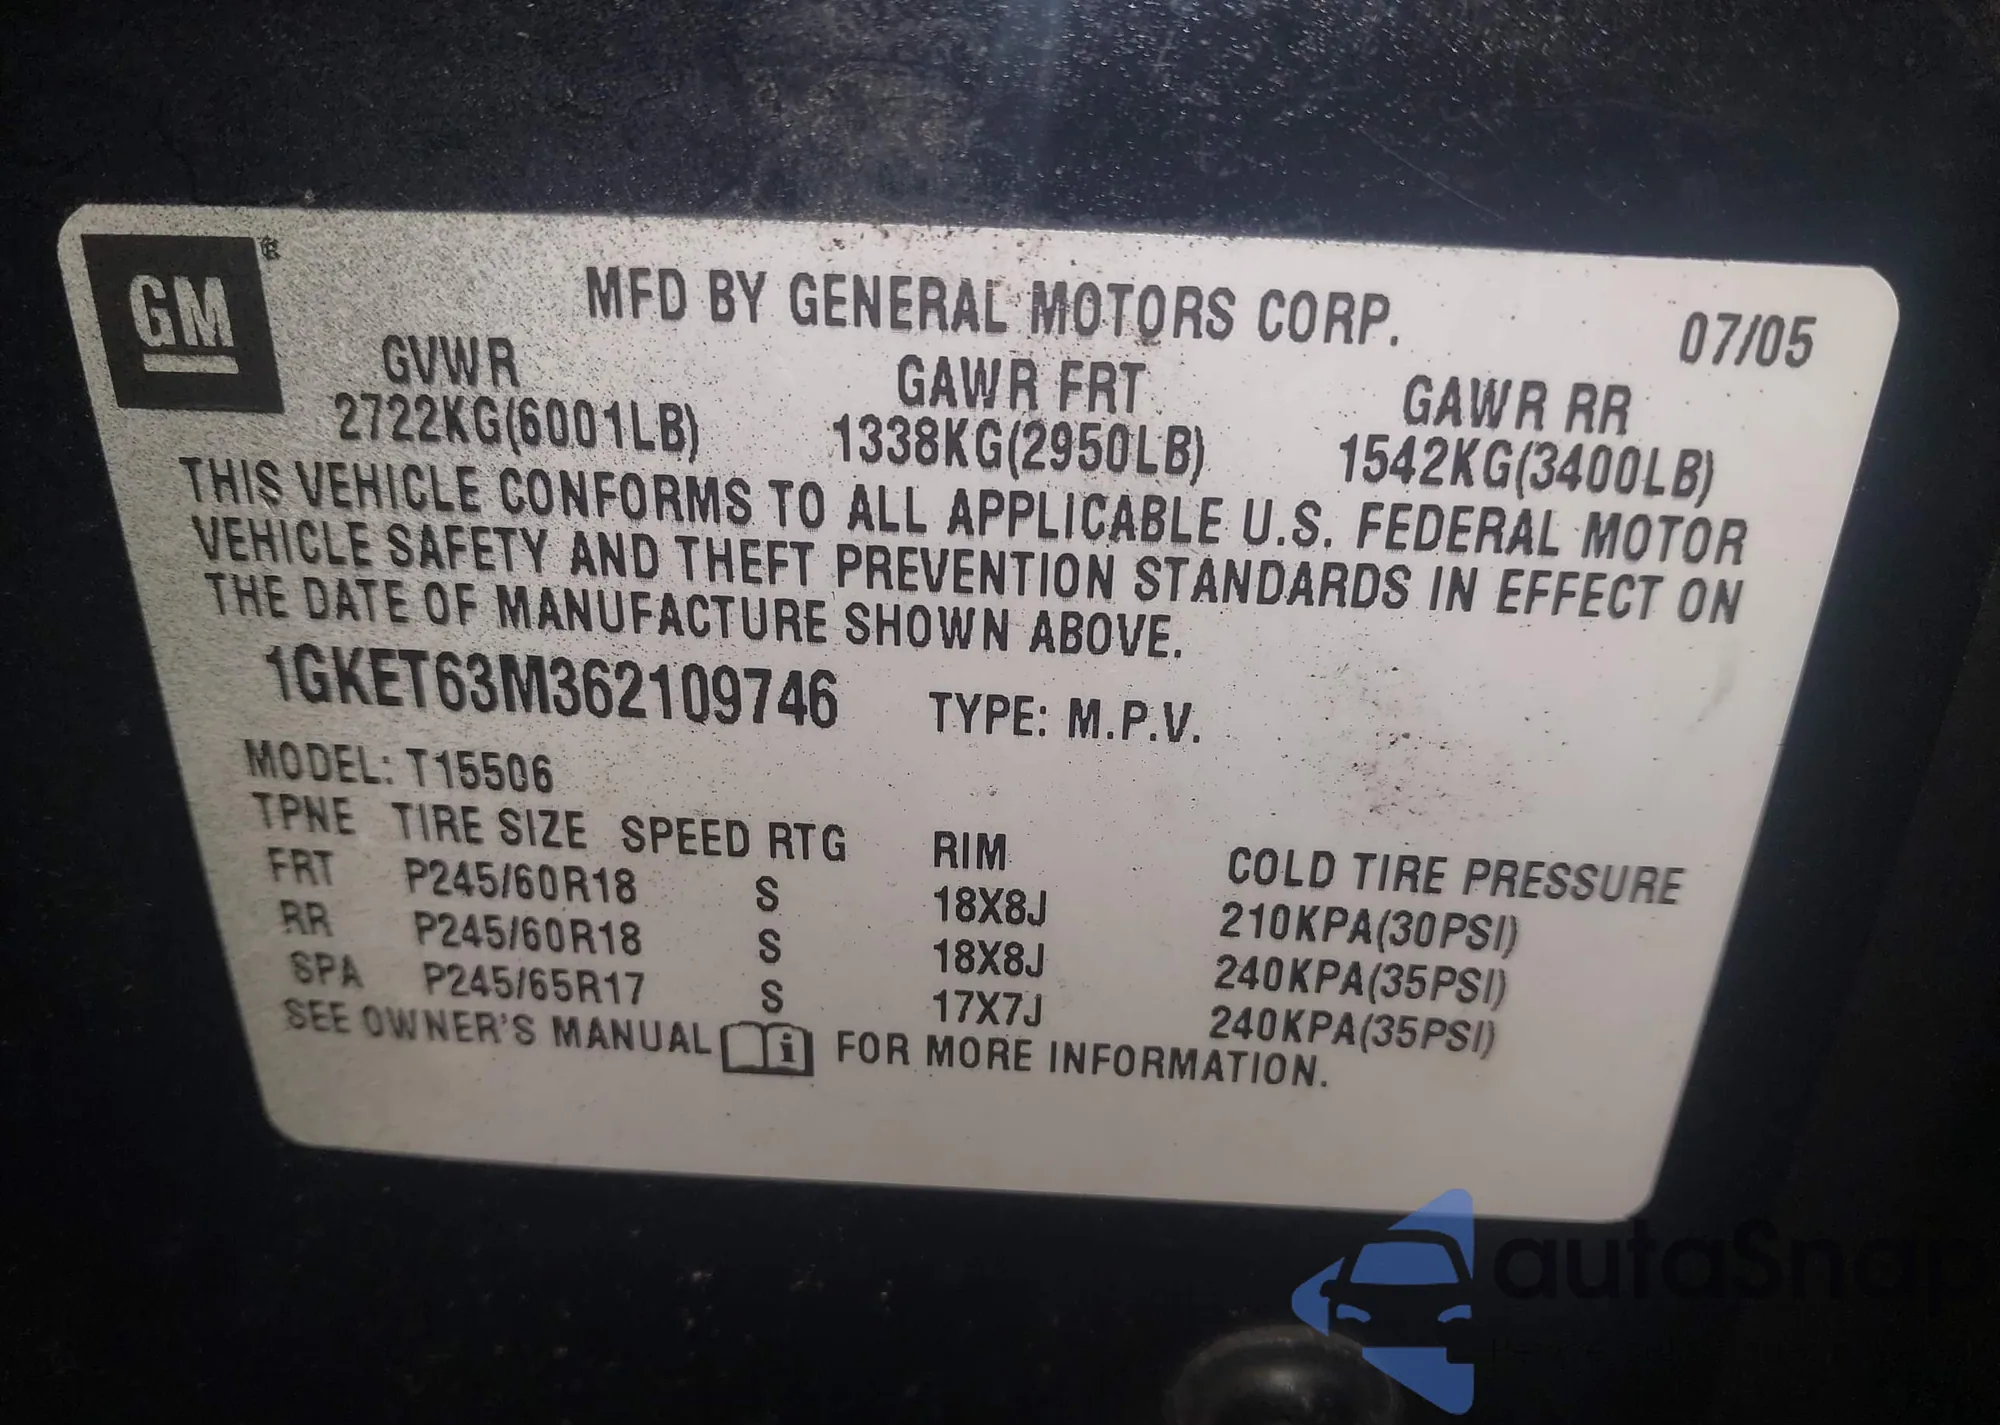 GM
MFD BY GENERAL MOTORS CORP. 07/05
GVWR GAWR FRT GAWR RR
2722KG(6001LB) 1338KG(2950LB) 1542KG(3400LB)
THIS VEHICLE CONFORMS TO ALL APPLICABLE U.S. FEDERAL MOTOR
VEHICLE SAFETY AND THEFT PREVENTION STANDARDS IN EFFECT ON
THE DATE OF MANUFACTURE SHOWN ABOVE.
1GKET63M362109746 TYPE: M.P.V.
MODEL: T15506
TPNE TIRE SIZE SPEED RTG RIM COLD TIRE PRESSURE
FRT P245/60R18 S 18X8J 210KPA(30PSI)
RR P245/60R18 S 18X8J 240KPA(35PSI)
SPA P245/65R17 S 17X7J 240KPA(35PSI)
SEE OWNER'S MANUAL i FOR MORE INFORMATION.
autaSnap